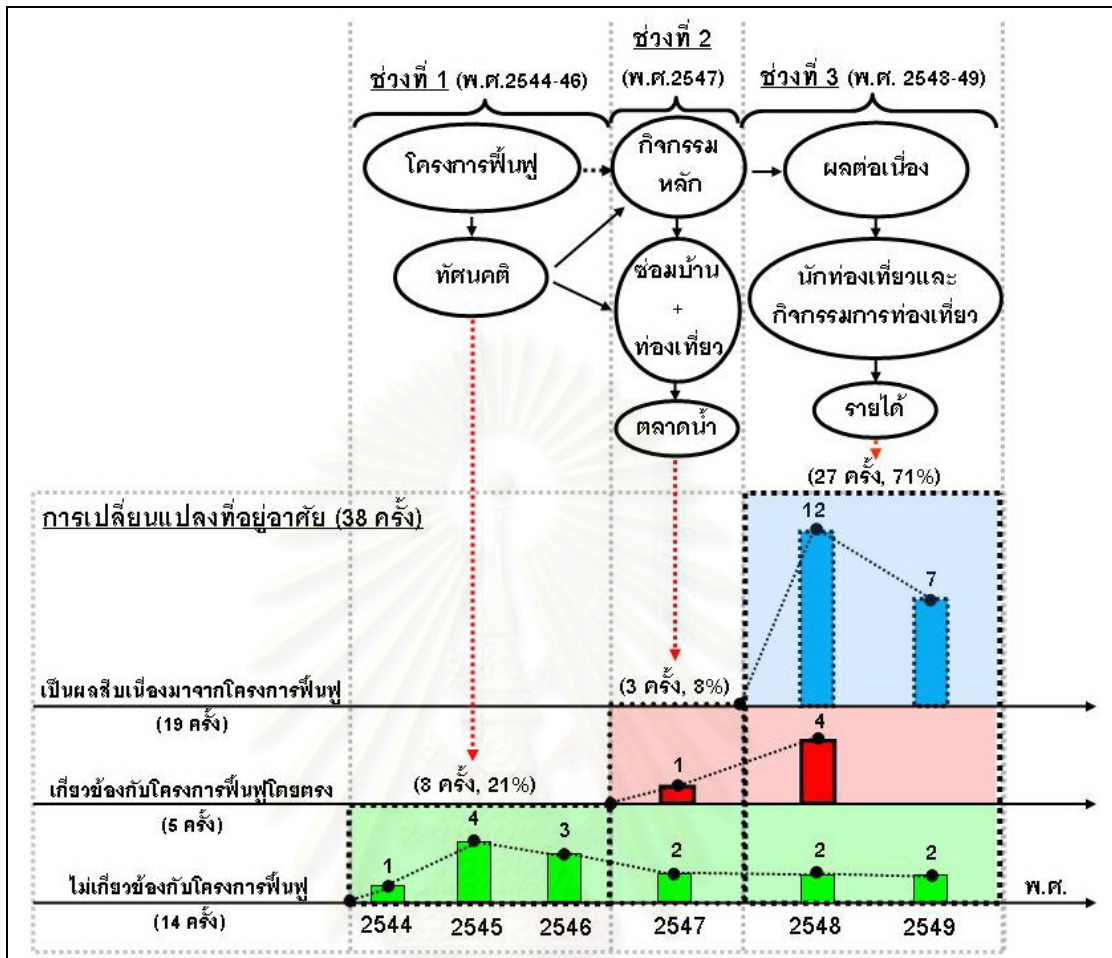 ช่วงที่ 1 (พ.ศ.2544-46)
ช่วงที่ 2
(พ.ศ.2547)
ช่วงที่ 3 (พ.ศ. 2548-49)
โครงการฟื้นฟู
กิจกรรม
หลัก
ผลต่อเนื่อง
ทัศนคติ
ซ่อมบ้าน
+
ท่องเที่ยว
นักท่องเที่ยวและ
กิจกรรมการท่องเที่ยว
ตลาดน้ำ
รายได้
(27 ครั้ง, 71%)
การเปลี่ยนแปลงที่อยู่อาศัย (38 ครั้ง)
12
7
เป็นผลสืบเนื่องมาจากโครงการฟื้นฟู
(19 ครั้ง)
(3 ครั้ง, 8%)
1
4
เกี่ยวข้องกับโครงการฟื้นฟูโดยตรง
(5 ครั้ง)
(8 ครั้ง, 21%)
1
4
3
2
2
2
ไม่เกี่ยวข้องกับโครงการฟื้นฟู
(14 ครั้ง)
พ.ศ.
2544
2545
2546
2547
2548
2549